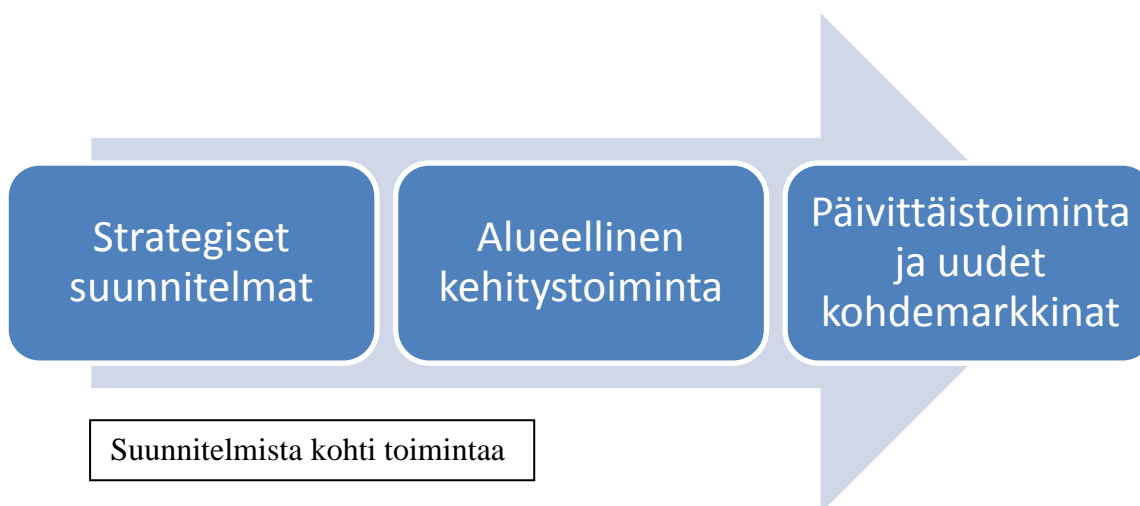 Strategiset
suunnitelmat
Alueellinen
kehitystoiminta
Päivittäistoiminta
ja uudet
kohdemarkkinat
Suunnitelmista kohti toimintaa